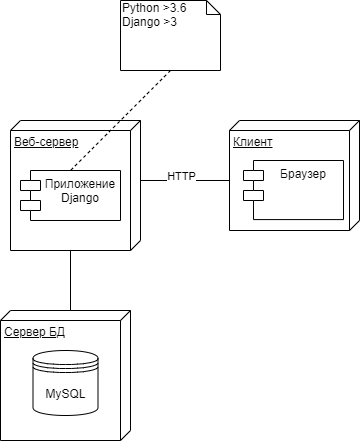 Python >3.6
Django >3
Веб-сервер
Приложение
Django
HTTP
Клиент
Браузер
Сервер БД
MySQL